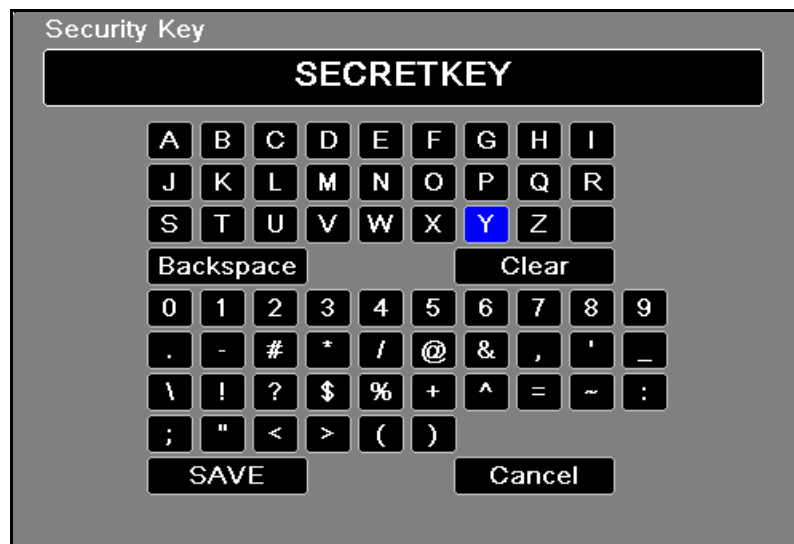 Security Key
SECRETKEY
A B C D E F G H I
J K L M N O P Q R
S T U V W X Y Z
Backspace Clear
0 1 2 3 4 5 6 7 8 9
. - # * / @ & , ' _
\ ! ? $ % + ^ = ~ :
; " < > ( )
SAVE Cancel